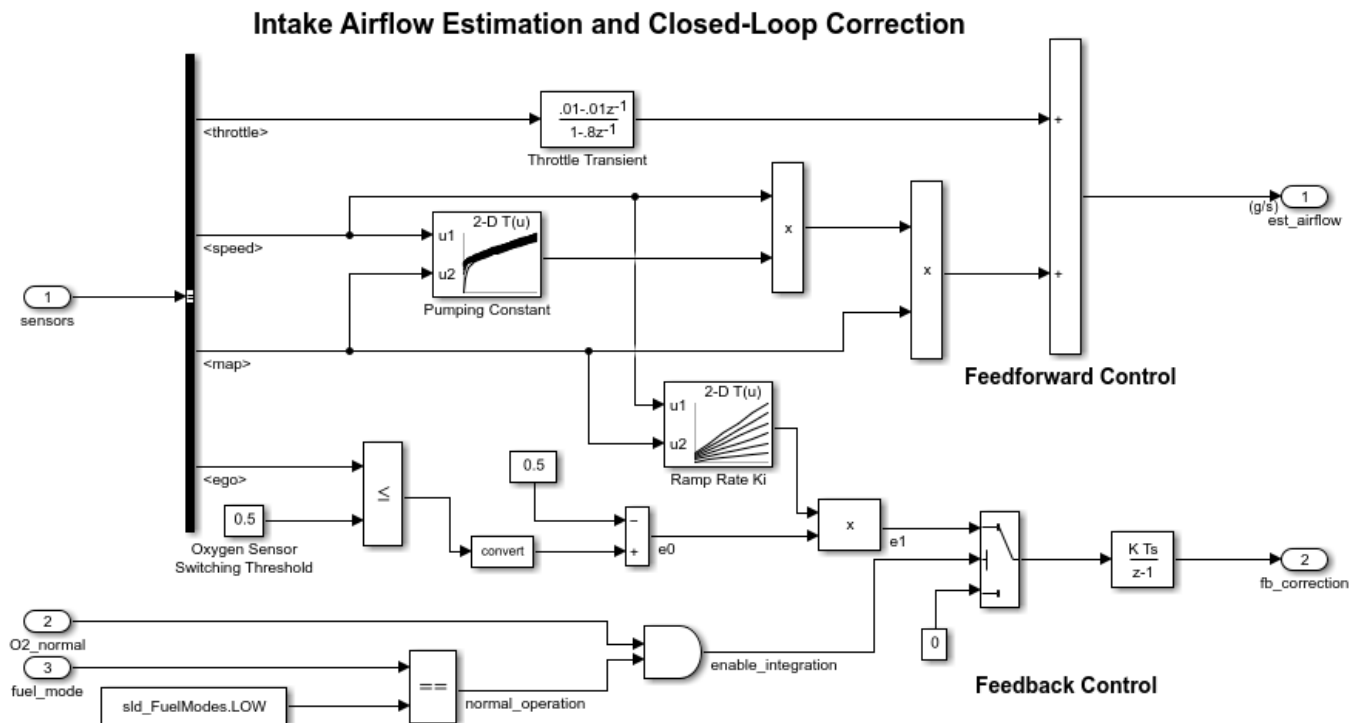 Intake Airflow Estimation and Closed-Loop Correction
<throttle>
.01-.01z-1
1-.8z-1
Throttle Transient
+
2-D T(u)
u1
u2
Pumping Constant
<speed>
x
x
(g/s)
1
est_airflow
1
sensors
+
<map>
Feedforward Control
2-D T(u)
u1
u2
Ramp Rate Ki
<ego>
≤
0.5
0.5
Oxygen Sensor
Switching Threshold
convert
−
+
e0
x
e1
K Ts
z-1
2
fb_correction
2
O2_normal
3
fuel_mode
==
sld_FuelModes.LOW
normal_operation
enable_integration
0
Feedback Control